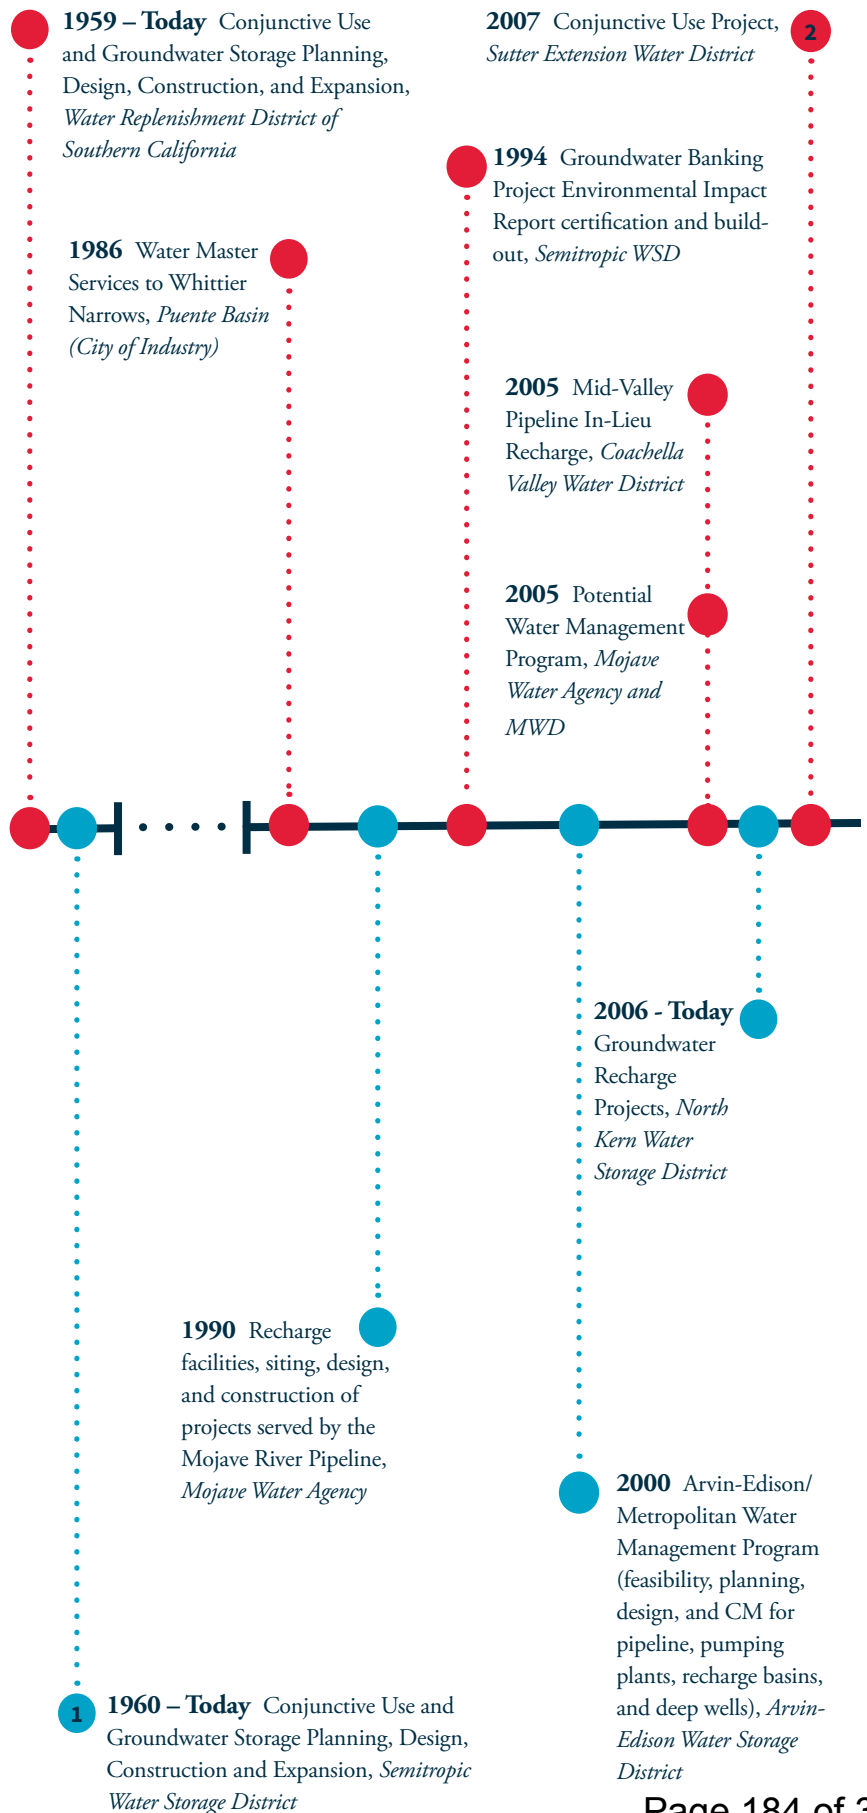 1959 – Today Conjunctive Use
and Groundwater Storage Planning,
Design, Construction, and Expansion,
Water Replenishment District of
Southern California
2007 Conjunctive Use Project,
Sutter Extension Water District
2
1994 Groundwater Banking
Project Environmental Impact
Report certification and build-
out, Semitropic WSD
1986 Water Master
Services to Whittier
Narrows, Puente Basin
(City of Industry)
2005 Mid-Valley
Pipeline In-Lieu
Recharge, Coachella
Valley Water District
2005 Potential
Water Management
Program, Mojave
Water Agency and
MWD
2006 - Today
Groundwater
Recharge
Projects, North
Kern Water
Storage District
1990 Recharge
facilities, siting, design,
and construction of
projects served by the
Mojave River Pipeline,
Mojave Water Agency
2000 Arvin-Edison/
Metropolitan Water
Management Program
(feasibility, planning,
design, and CM for
pipeline, pumping
plants, recharge basins,
and deep wells), Arvin-
Edison Water Storage
District
1
1960 – Today Conjunctive Use and
Groundwater Storage Planning, Design,
Construction and Expansion, Semitropic
Water Storage District
Page 184 of 3